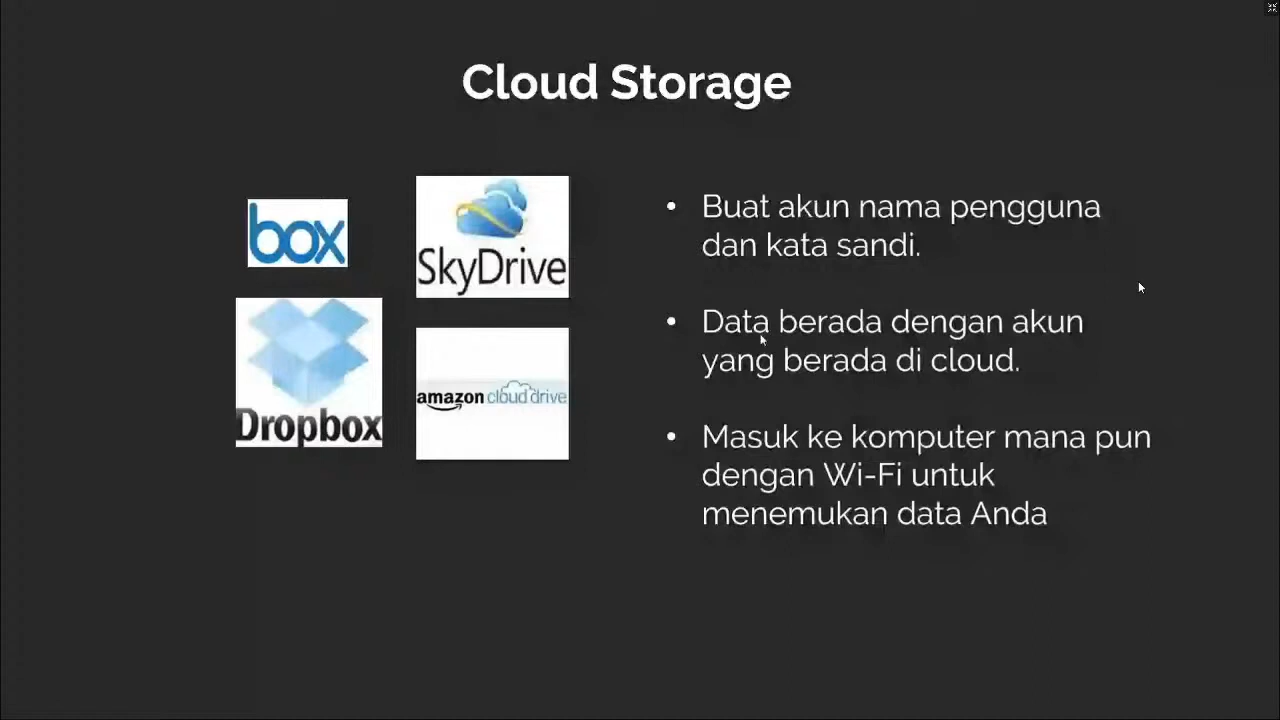 Cloud Storage
box
SkyDrive
Dropbox
amazon cloud drive
• Buat akun nama pengguna
dan kata sandi.
• Data berada dengan akun
yang berada di cloud.
• Masuk ke komputer mana pun
dengan Wi-Fi untuk
menemukan data Anda